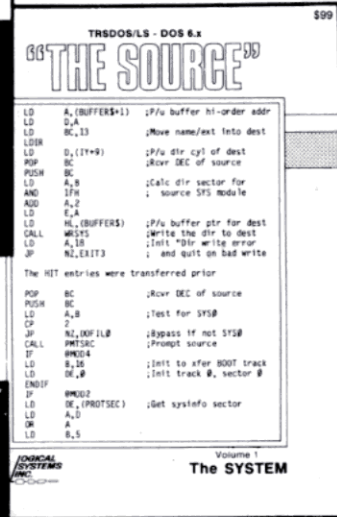 $99
TRSDOS/LS - DOS 6.x
"THE SOURCE"
LD A,(BUFFER$+1) ;P/u buffer hi-order addr
LD D,A
LD BC,13 ;Move name/ext into dest
LDIR
LD D,(IY+9) ;P/u dir cyl of dest
POP BC ;Rcvr DEC of source
PUSH BC
LD A,B ;Calc dir sector for
AND 1FH ; source SYS module
ADD A,2
LD E,A
LD HL,(BUFFER$) ;P/u buffer ptr for dest
CALL WRSYS ;Write the dir to dest
LD A,18 ;Init "Dir write error
JP NZ,EXIT3 ; and quit on bad write
The HIT entries were transferred prior
POP BC ;Rcvr DEC of source
PUSH BC
LD A,B ;Test for SYS0
CP 2
JP NZ,DOFIL0 ;Bypass if not SYS0
CALL PMTSRC ;Prompt source
IF @MOD4
LD B,16 ;Init to xfer BOOT track
LD DE,0 ;Init track 0, sector 0
ENDIF
IF @MOD2
LD DE,(PROTSEC) ;Get sysinfo sector
LD A,D
OR A
LD B,5
LOGICAL SYSTEMS INC.
Volume 1
The SYSTEM